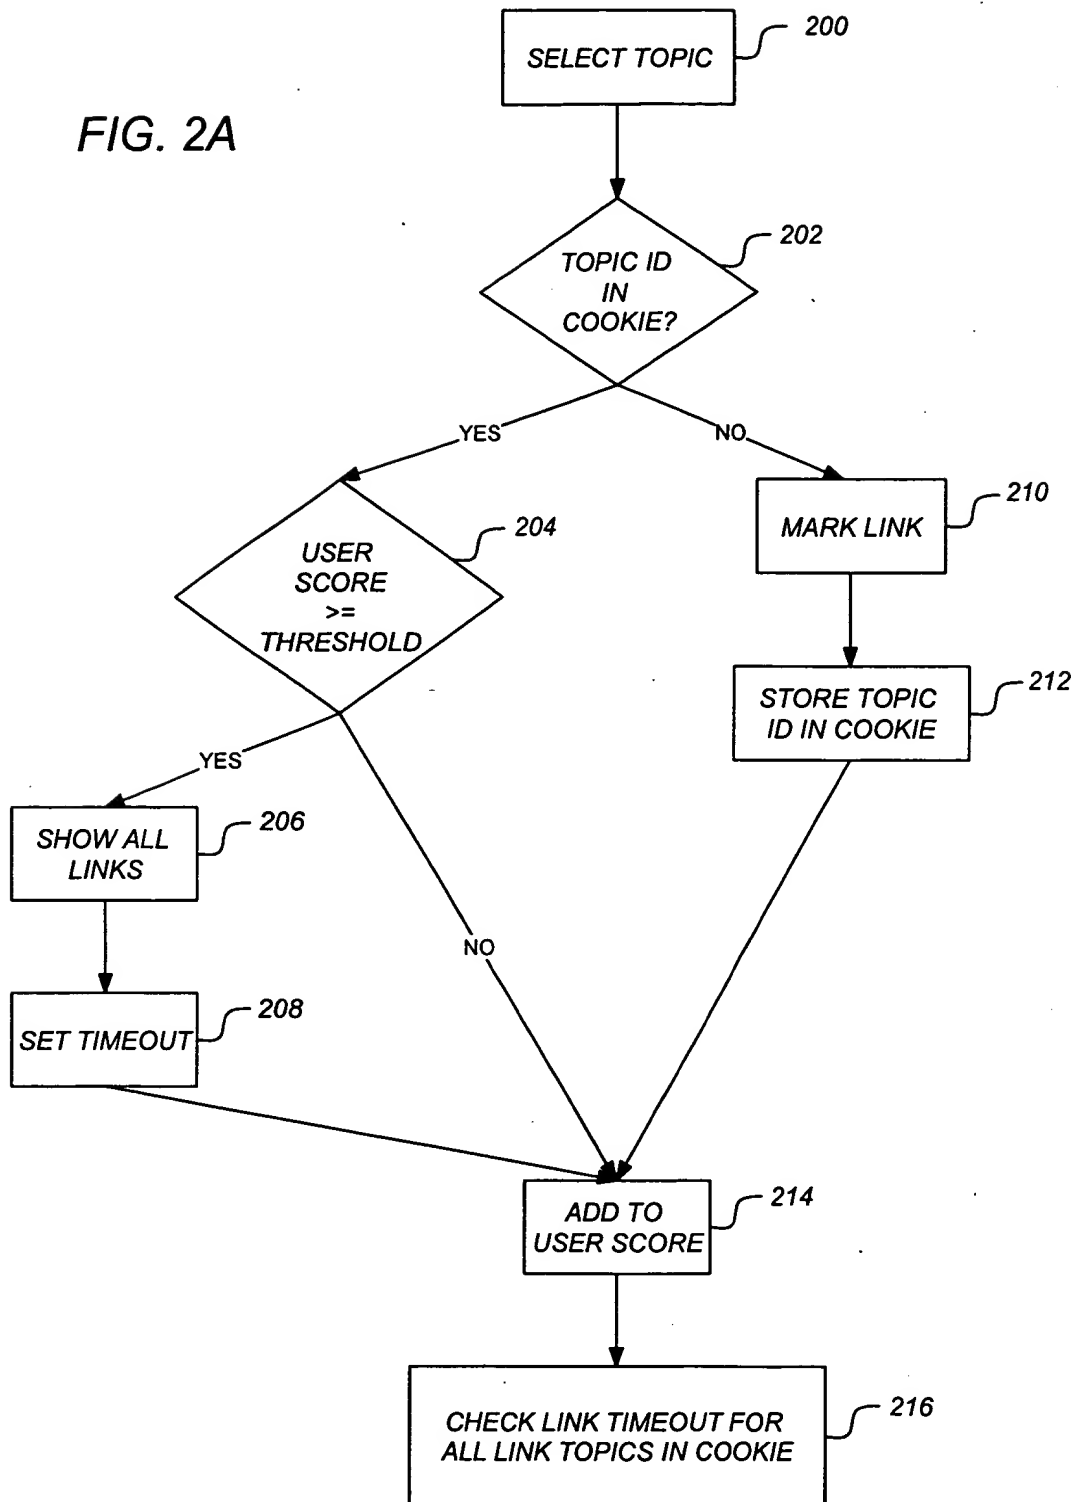 200
SELECT TOPIC
FIG. 2A
202
TOPIC ID
IN
COOKIE?
YES
NO
204
USER
SCORE
>=
THRESHOLD
210
MARK LINK
212
STORE TOPIC
ID IN COOKIE
YES
206
SHOW ALL
LINKS
NO
208
SET TIMEOUT
214
ADD TO
USER SCORE
216
CHECK LINK TIMEOUT FOR
ALL LINK TOPICS IN COOKIE